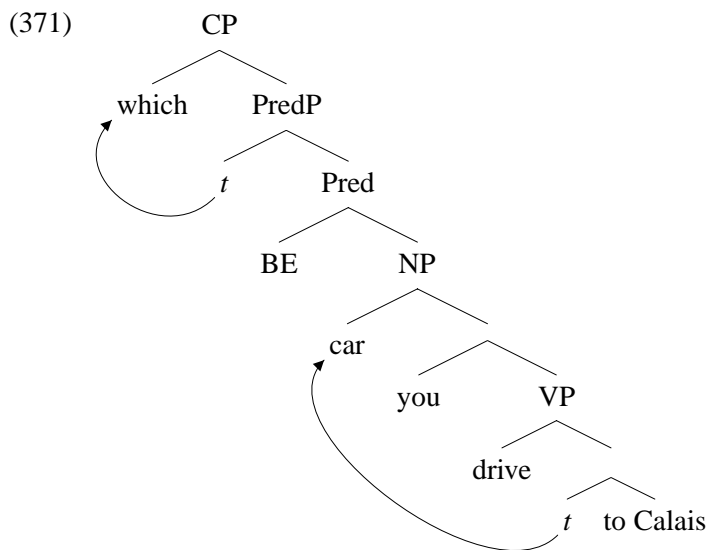 (371) CP
which PredP
t Pred
BE NP
car
you VP
drive
t to Calais